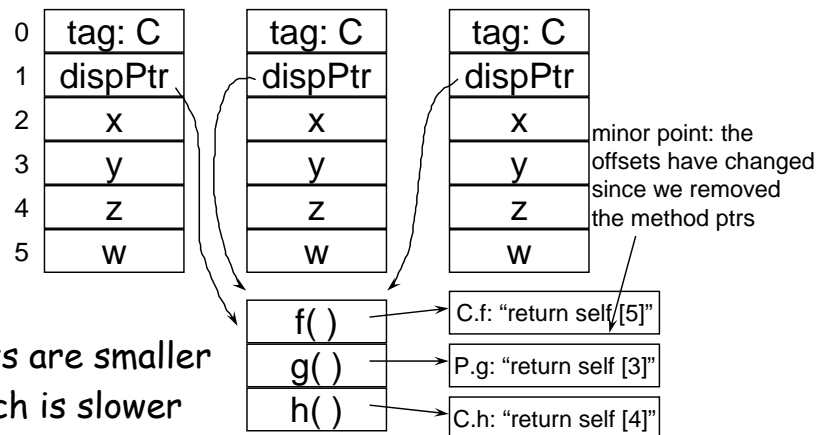 0 tag: C tag: C tag: C
1 dispPtr dispPtr dispPtr
2 x x x
3 y y y
4 z z z
5 w w w
minor point: the
offsets have changed
since we removed
the method ptrs
f( ) C.f: “return self [5]”
g( ) P.g: “return self [3]”
h( ) C.h: “return self [4]”
are smaller
is slower